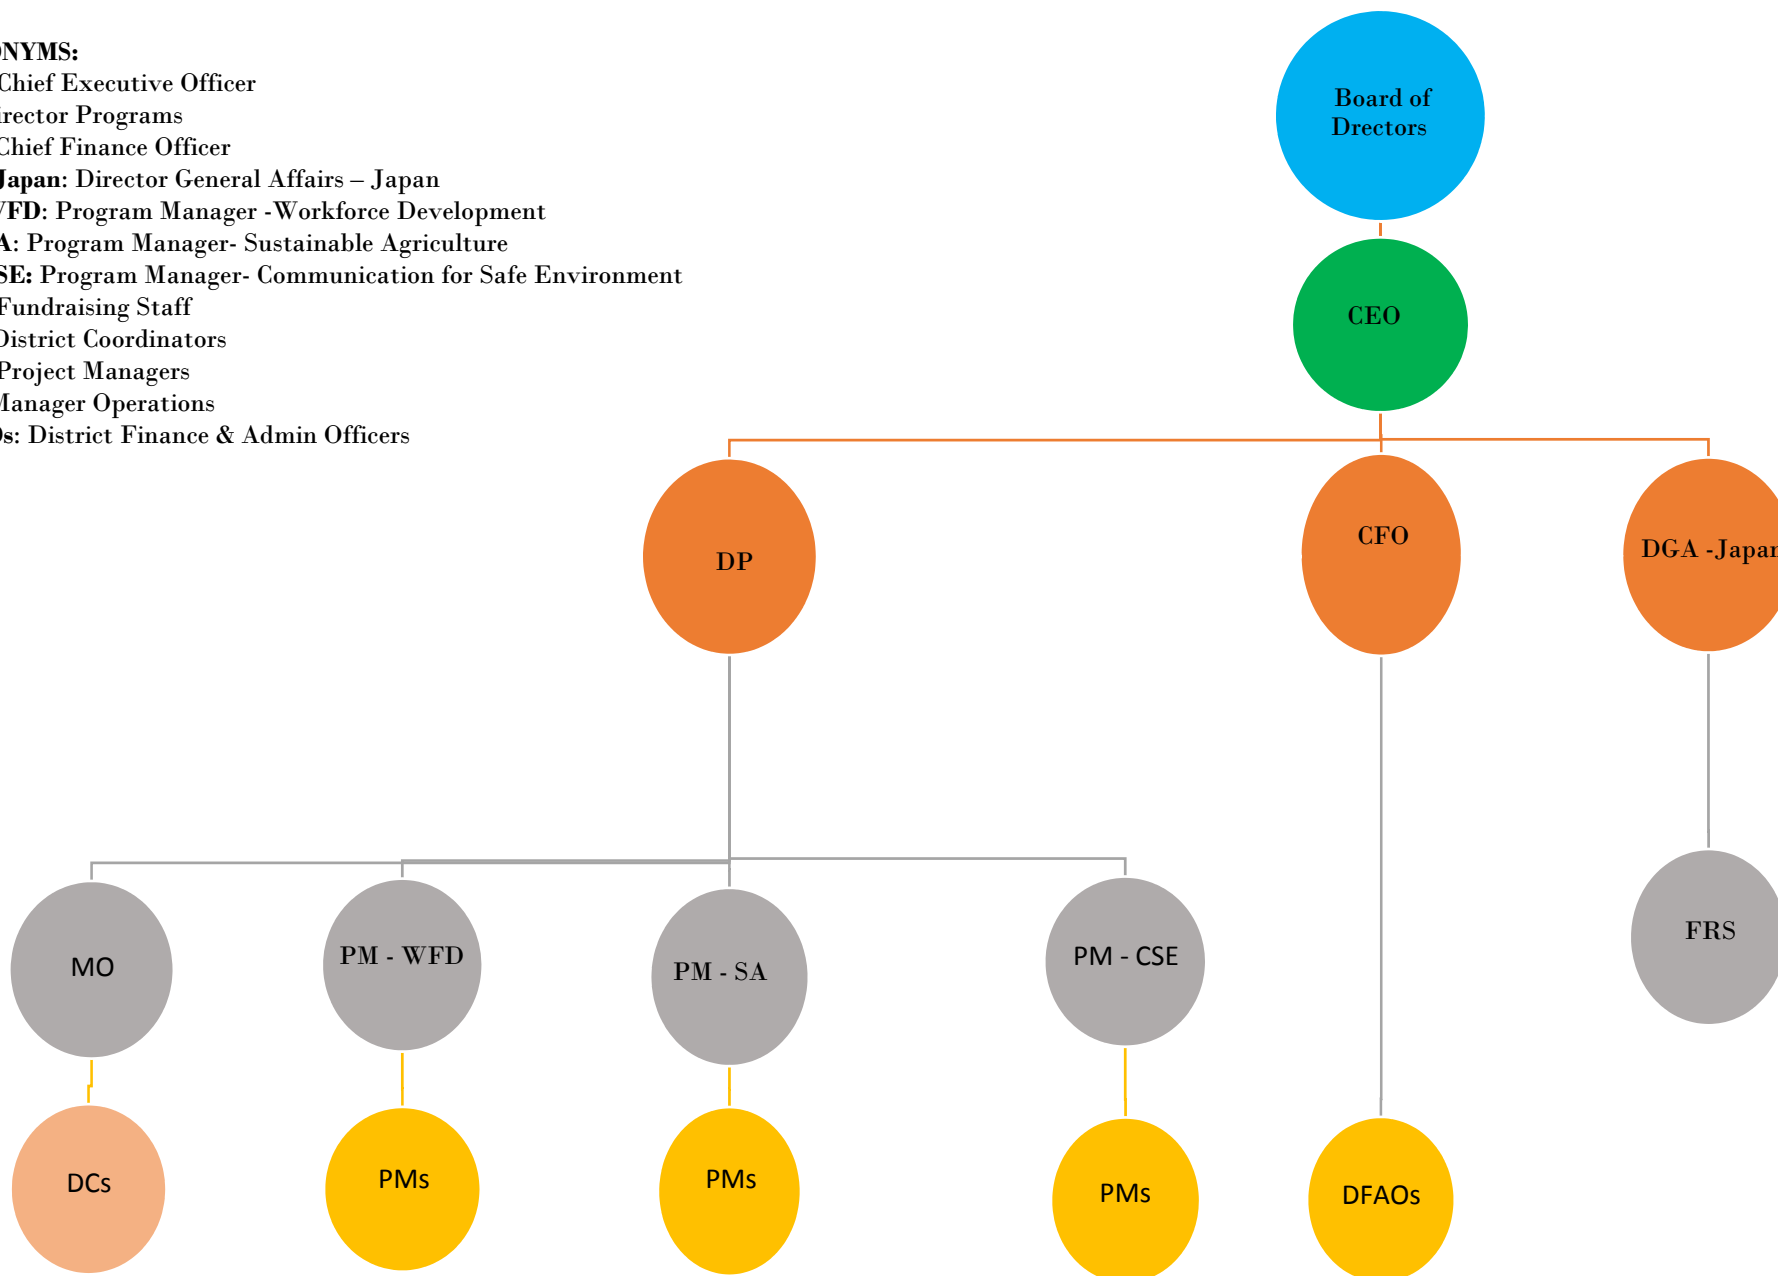 ONYMS:
Chief Executive Officer
irector Programs
Chief Finance Officer
Japan: Director General Affairs – Japan
VFD: Program Manager -Workforce Development
A: Program Manager- Sustainable Agriculture
SE: Program Manager- Communication for Safe Environment
Fundraising Staff
District Coordinators
Project Managers
Manager Operations
Os: District Finance & Admin Officers
Board of
Drectors
CEO
DP
CFO
DGA -Japan
MO
PM - WFD
PM - SA
PM - CSE
FRS
DCs
PMs
PMs
PMs
DFAOs